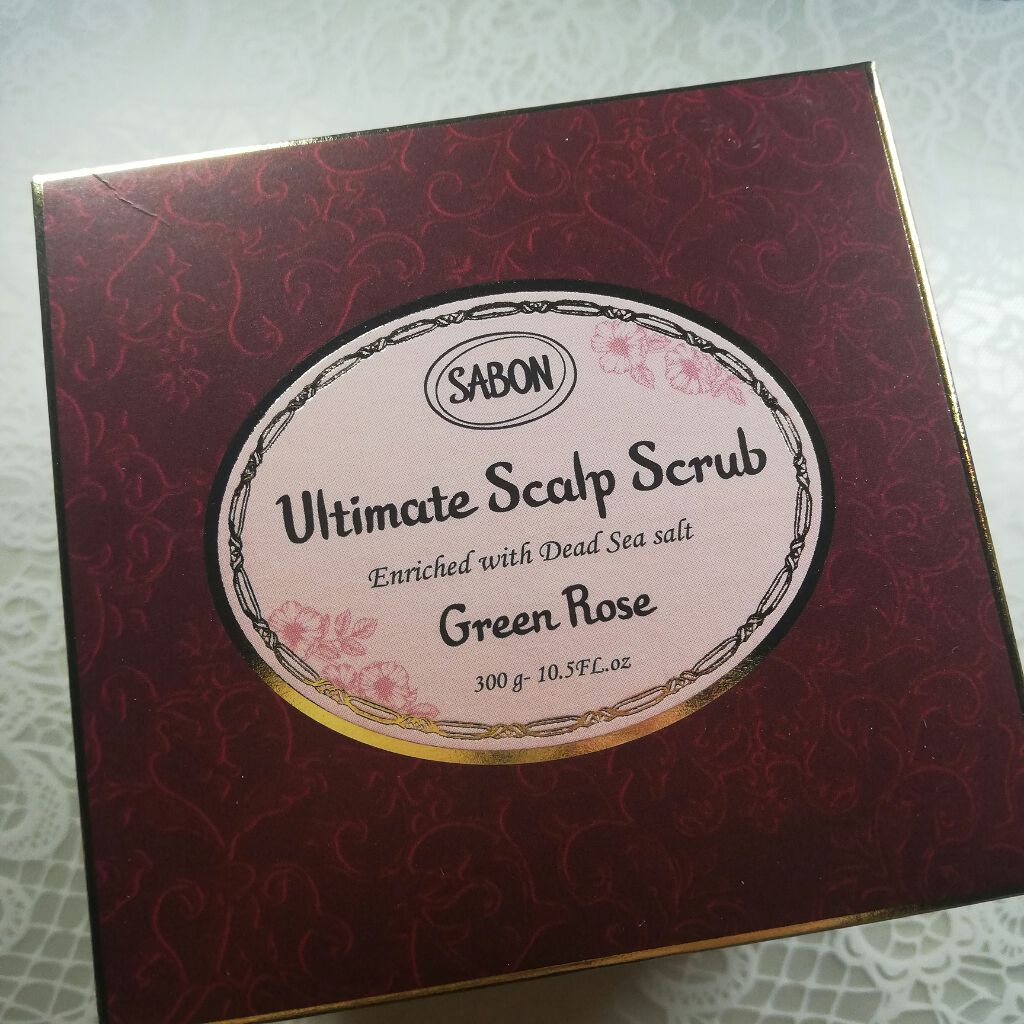 SABON
Ultimate Scalp Scrub
Enriched with Dead Sea salt
Green Rose
300 g- 10.5FL.oz